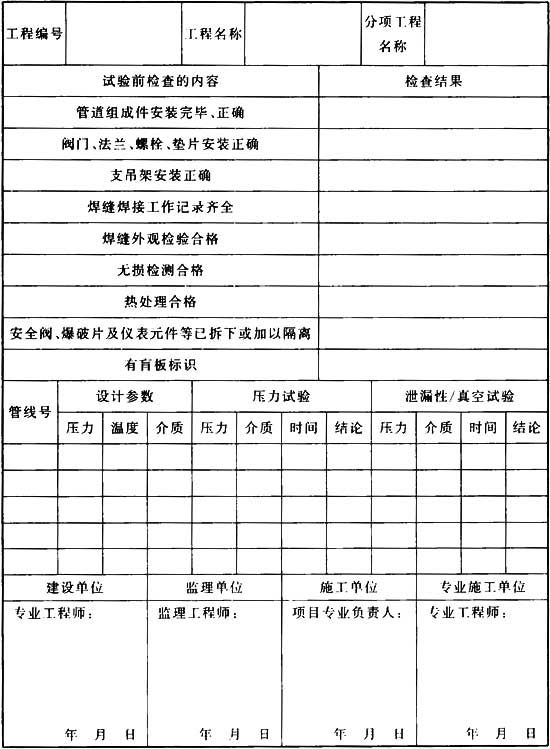 工程编号 工程名称 分项工程
名称
试验前检查的内容 检查结果
管道组成件安装完毕、正确
阀门、法兰、螺栓、垫片安装正确
支吊架安装正确
焊缝焊接工作记录齐全
焊缝外观检验合格
无损检测合格
热处理合格
安全阀、爆破片及仪表元件等已拆下或加以隔离
有盲板标识
管线号 设计参数 压力试验 泄漏性/真空试验
压力 温度 介质 压力 介质 时间 结论 压力 介质 时间 结论
建设单位 监理单位 施工单位 专业施工单位
专业工程师： 监理工程师： 项目专业负责人： 专业工程师：
年 月 日 年 月 日 年 月 日 年 月 日